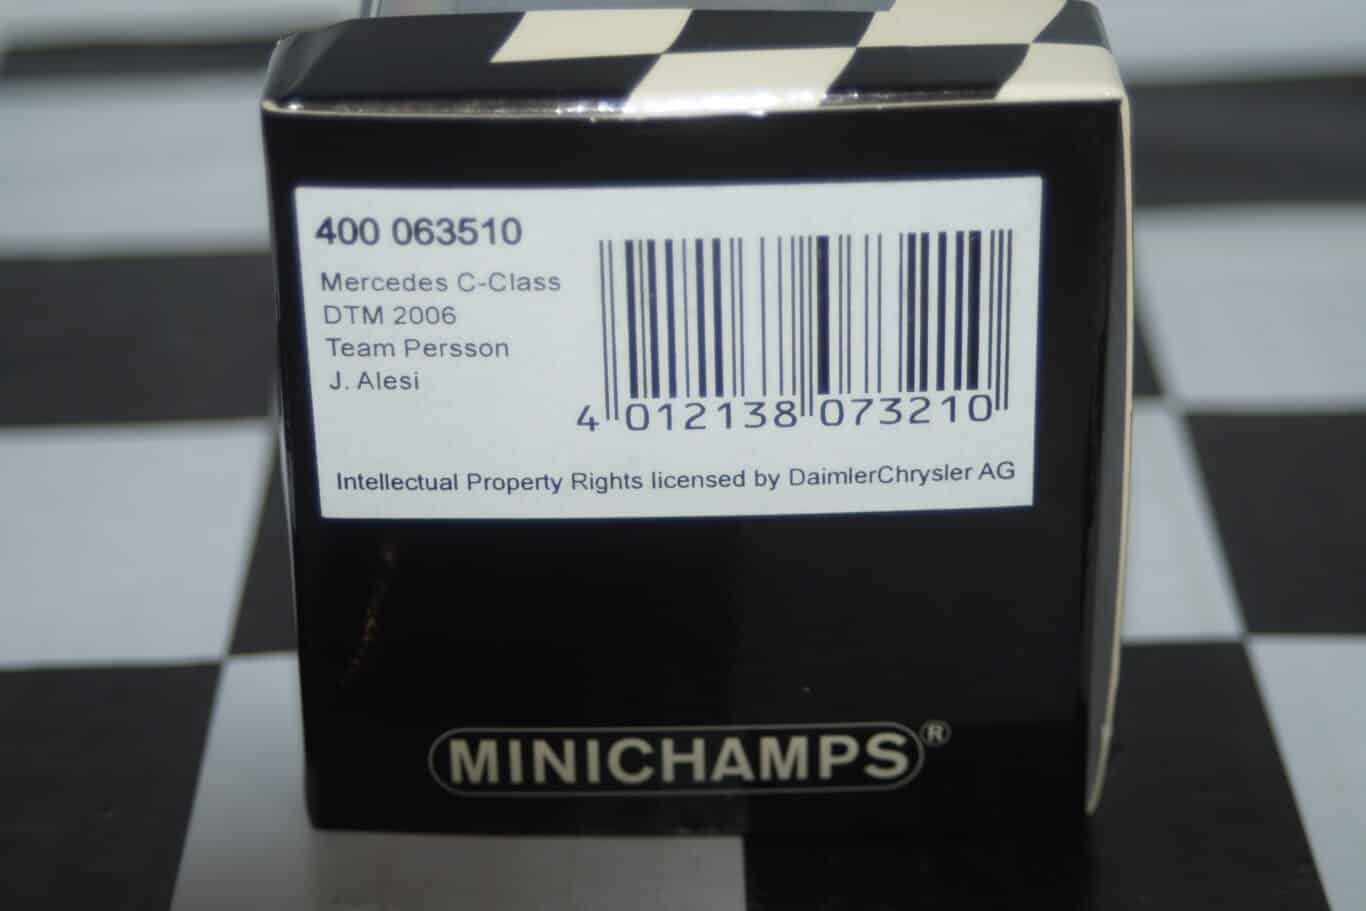 400 063510
Mercedes C-Class
DTM 2006
Team Persson
J. Alesi
4 012138 073210
Intellectual Property Rights licensed by DaimlerChrysler AG
MINICHAMPS®